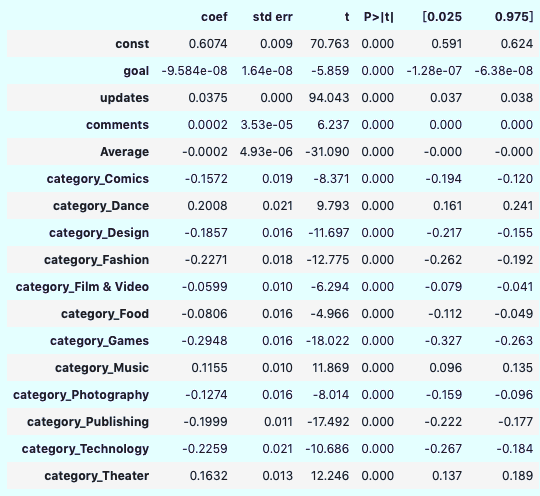 coef std err t P>|t| [0.025 0.975]
const 0.6074 0.009 70.763 0.000 0.591 0.624
goal -9.584e-08 1.64e-08 -5.859 0.000 -1.28e-07 -6.38e-08
updates 0.0375 0.000 94.043 0.000 0.037 0.038
comments 0.0002 3.53e-05 6.237 0.000 0.000 0.000
Average -0.0002 4.93e-06 -31.090 0.000 -0.000 -0.000
category_Comics -0.1572 0.019 -8.371 0.000 -0.194 -0.120
category_Dance 0.2008 0.021 9.793 0.000 0.161 0.241
category_Design -0.1857 0.016 -11.697 0.000 -0.217 -0.155
category_Fashion -0.2271 0.018 -12.775 0.000 -0.262 -0.192
category_Film & Video -0.0599 0.010 -6.294 0.000 -0.079 -0.041
category_Food -0.0806 0.016 -4.966 0.000 -0.112 -0.049
category_Games -0.2948 0.016 -18.022 0.000 -0.327 -0.263
category_Music 0.1155 0.010 11.869 0.000 0.096 0.135
category_Photography -0.1274 0.016 -8.014 0.000 -0.159 -0.096
category_Publishing -0.1999 0.011 -17.492 0.000 -0.222 -0.177
category_Technology -0.2259 0.021 -10.686 0.000 -0.267 -0.184
category_Theater 0.1632 0.013 12.246 0.000 0.137 0.189